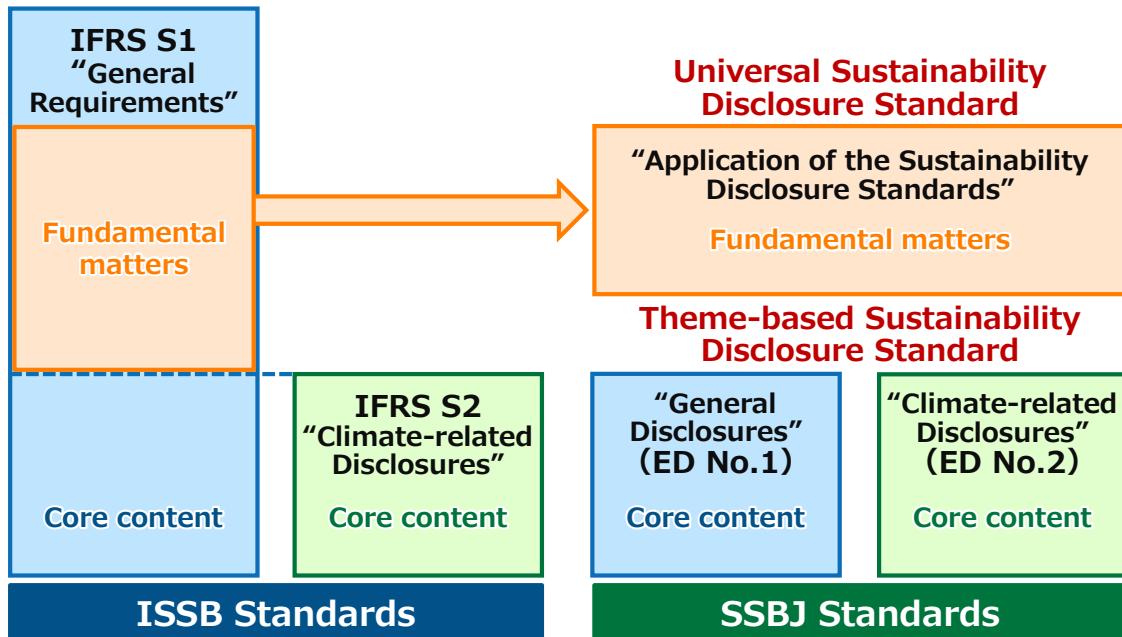 IFRS S1
“General
Requirements”
Fundamental
matters
Core content
IFRS S2
“Climate-related
Disclosures”
Core content
ISSB Standards
Universal Sustainability
Disclosure Standard
“Application of the Sustainability
Disclosure Standards”
Fundamental matters
Theme-based Sustainability
Disclosure Standard
“General
Disclosures”
（ED No.1）
Core content
“Climate-related
Disclosures”
（ED No.2）
Core content
SSBJ Standards